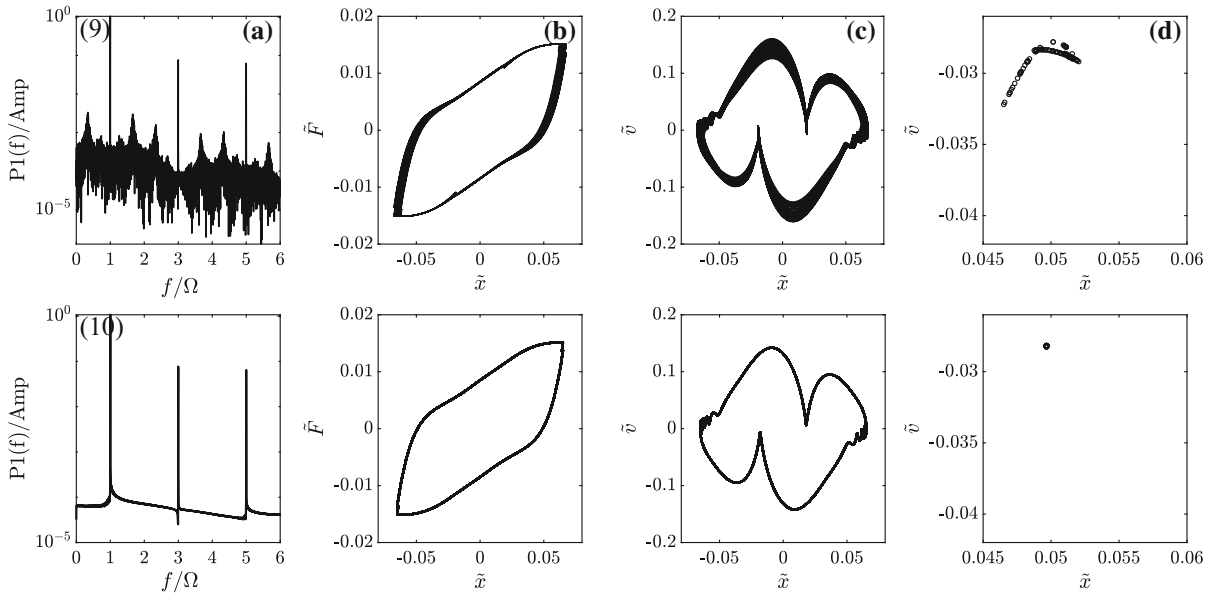 (9) (a)
P1(f)/Amp
10^0
10^-5
0 1 2 3 4 5 6
f/Ω
(b)
F̃
0.02
0.01
0
-0.01
-0.02
-0.05 0 0.05
x̃
(c)
ṽ
0.2
0.1
0
-0.1
-0.2
-0.05 0 0.05
x̃
(d)
ṽ
-0.03
-0.035
-0.04
0.045 0.05 0.055 0.06
x̃
(10)
P1(f)/Amp
10^0
10^-5
0 1 2 3 4 5 6
f/Ω
F̃
0.02
0.01
0
-0.01
-0.02
-0.05 0 0.05
x̃
ṽ
0.2
0.1
0
-0.1
-0.2
-0.05 0 0.05
x̃
ṽ
-0.03
-0.035
-0.04
0.045 0.05 0.055 0.06
x̃